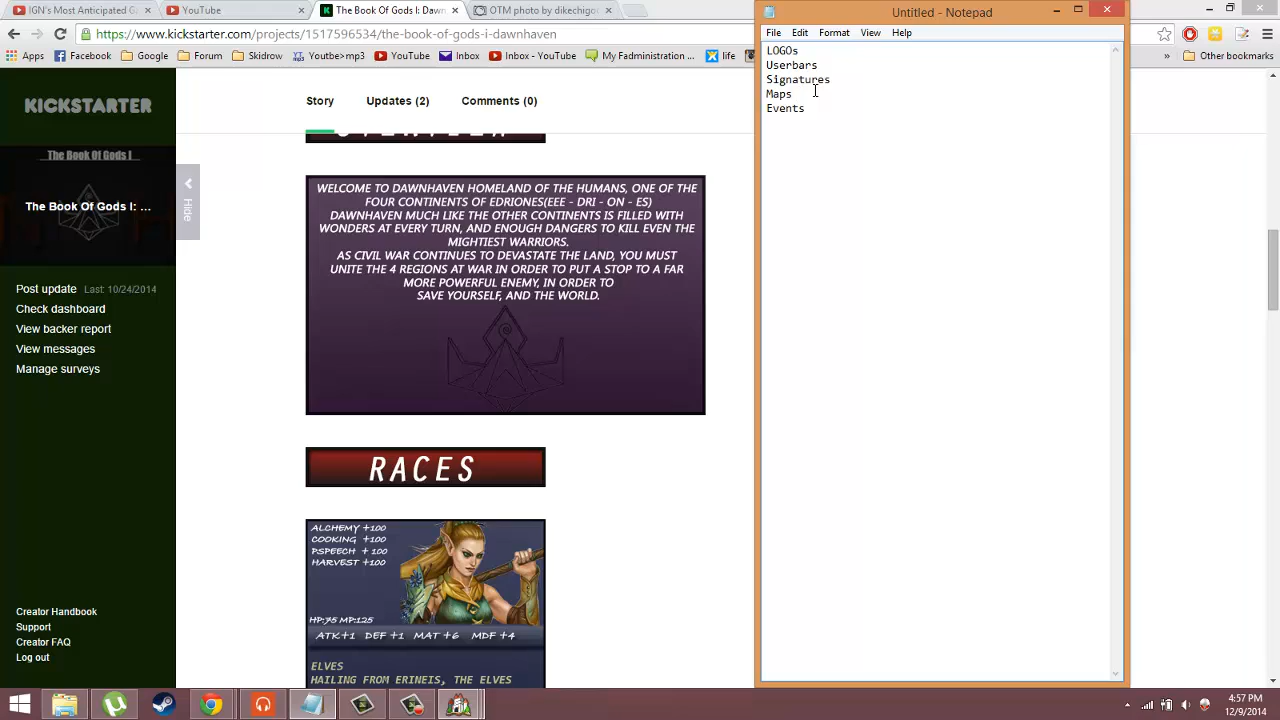 IGN's Most Anticipated Ga
YouTube
The Book Of Gods I: Dawn
OTM photo by dikechigoz
https://www.kickstarter.com/projects/1517596534/the-book-of-gods-i-dawnhaven
Apps
Facebook
Google
Forum
Skidrow
Youtbe-mp3
YouTube
Inbox
Inbox - YouTube
My Fadministration
life
KICKSTARTER
The Book Of Gods I
The Book Of Gods I: ...
Post update Last: 10/24/2014
Check dashboard
View backer report
View messages
Manage surveys
Creator Handbook
Support
Creator FAQ
Log out
Hide
Story
Updates (2)
Comments (0)
WELCOME TO DAWNHAVEN HOMELAND OF THE HUMANS, ONE OF THE
FOUR CONTINENTS OF EDRIONES(EEE - DRI - ON - ES)
DAWNHAVEN MUCH LIKE THE OTHER CONTINENTS IS FILLED WITH
WONDERS AT EVERY TURN, AND ENOUGH DANGERS TO KILL EVEN THE
MIGHTIEST WARRIORS.
AS CIVIL WAR CONTINUES TO DEVASTATE THE LAND, YOU MUST
UNITE THE 4 REGIONS AT WAR IN ORDER TO PUT A STOP TO A FAR
MORE POWERFUL ENEMY, IN ORDER TO
SAVE YOURSELF, AND THE WORLD.
RACES
ALCHEMY +100
COOKING +100
P.SPEECH + 100
HARVEST +100
HP:75 MP:125
ATK+1 DEF +1 MAT +6 MDF +4
ELVES
HAILING FROM ERINEIS, THE ELVES
Untitled - Notepad
File Edit Format View Help
LOGOs
Userbars
Signatures
Maps
Events
4:57 PM
12/9/2014